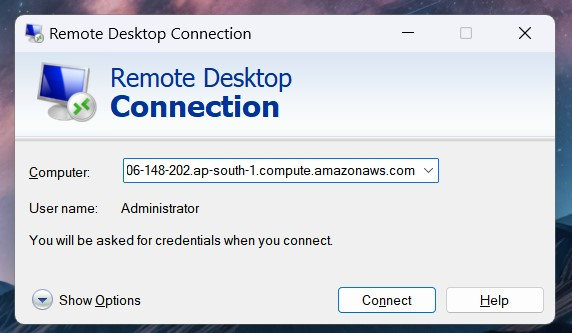 Remote Desktop Connection
Remote Desktop
Connection
Computer: 06-148-202.ap-south-1.compute.amazonaws.com
User name: Administrator
You will be asked for credentials when you connect.
Show Options Connect Help